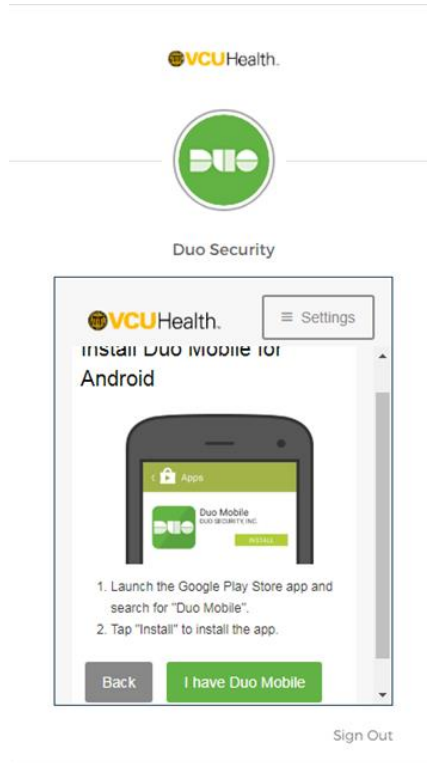 VCUHealth.
DUO
Duo Security
VCUHealth.
≡ Settings
Install Duo Mobile for
Android
‹ Apps
Duo Mobile
DUO SECURITY, INC.
DUO
INSTALL
1. Launch the Google Play Store app and
search for "Duo Mobile".
2. Tap "Install" to install the app.
Back
I have Duo Mobile
Sign Out